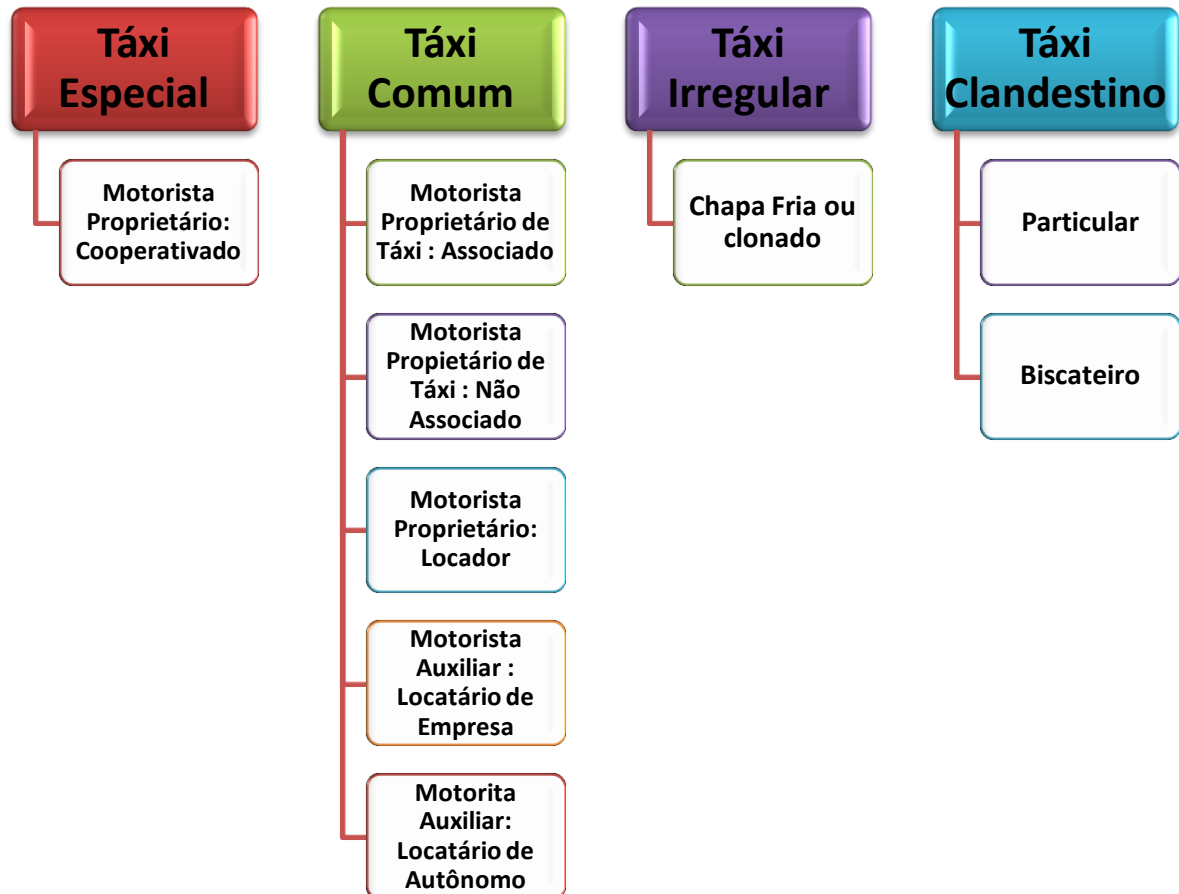 Táxi
Especial
Motorista
Proprietário:
Cooperativado
Táxi
Comum
Motorista
Proprietário de
Táxi : Associado
Motorista
Propietário de
Táxi : Não
Associado
Motorista
Proprietário:
Locador
Motorista
Auxiliar :
Locatário de
Empresa
Motorita
Auxiliar:
Locatário de
Autônomo
Táxi
Irregular
Chapa Fria ou
clonado
Táxi
Clandestino
Particular
Biscateiro